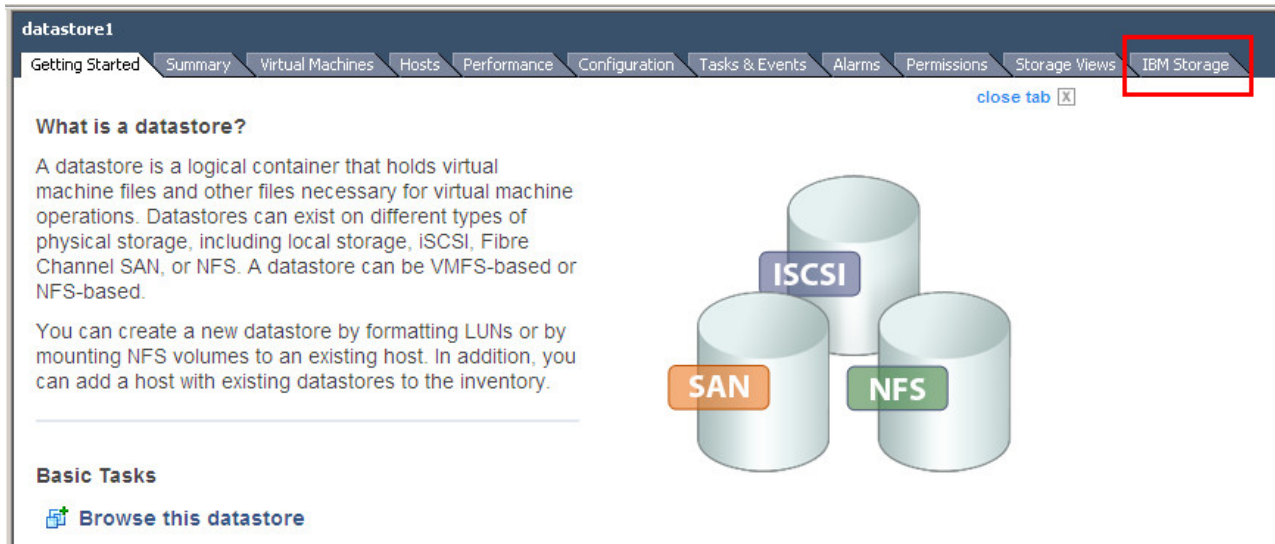 datastore1
Getting Started Summary Virtual Machines Hosts Performance Configuration Tasks & Events Alarms Permissions Storage Views IBM Storage
close tab X
What is a datastore?
A datastore is a logical container that holds virtual
machine files and other files necessary for virtual machine
operations. Datastores can exist on different types of
physical storage, including local storage, iSCSI, Fibre
Channel SAN, or NFS. A datastore can be VMFS-based or
NFS-based.
You can create a new datastore by formatting LUNs or by
mounting NFS volumes to an existing host. In addition, you
can add a host with existing datastores to the inventory.
ISCSI
SAN
NFS
Basic Tasks
Browse this datastore